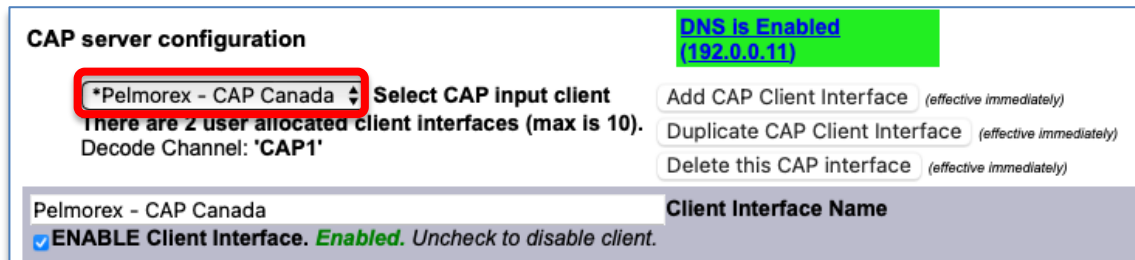 CAP server configuration
DNS is Enabled
(192.0.0.11)
*Pelmorex - CAP Canada Select CAP input client
Add CAP Client Interface (effective immediately)
There are 2 user allocated client interfaces (max is 10).
Duplicate CAP Client Interface (effective immediately)
Decode Channel: 'CAP1'
Delete this CAP interface (effective immediately)
Pelmorex - CAP Canada Client Interface Name
ENABLE Client Interface. Enabled. Uncheck to disable client.